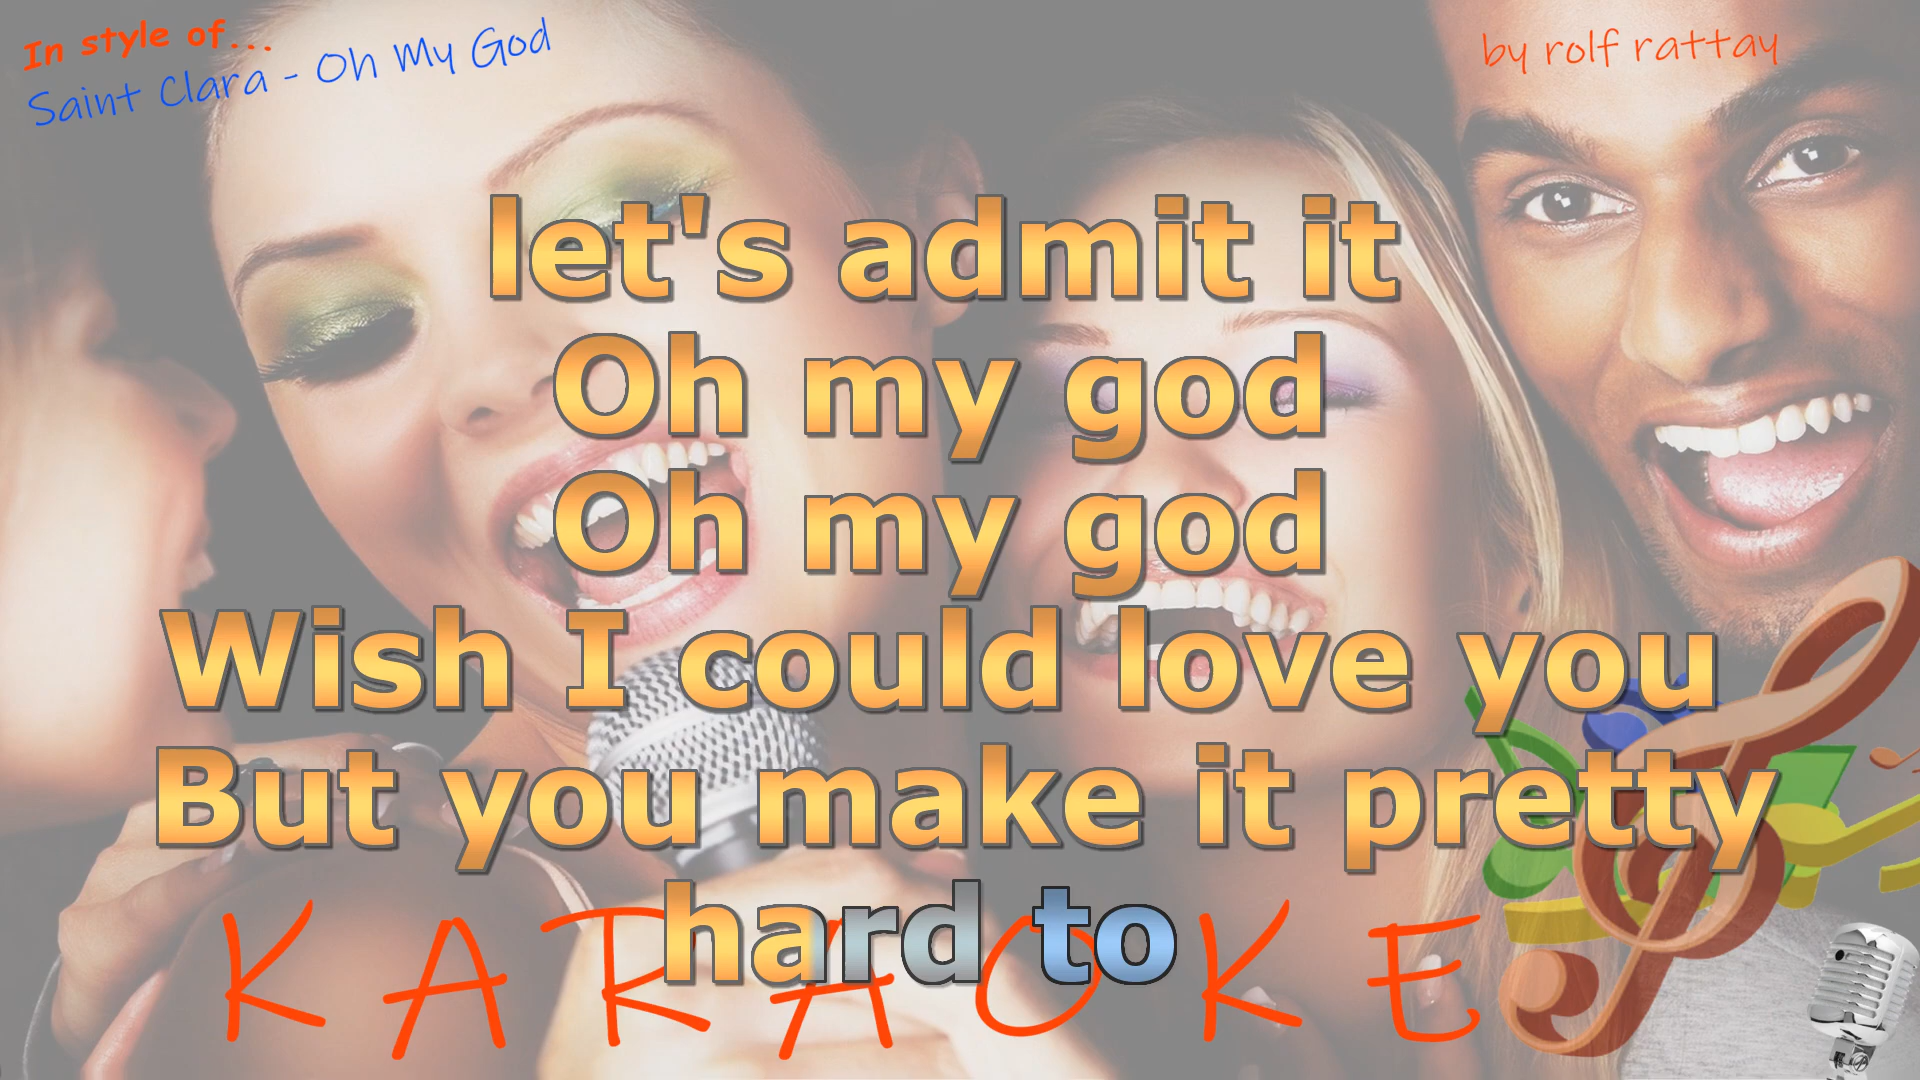 In style of...
Saint Clara - Oh My God
by rolf rattay
let's admit it
Oh my god
Oh my god
Wish I could love you
But you make it pretty
hard to
KARAOKE